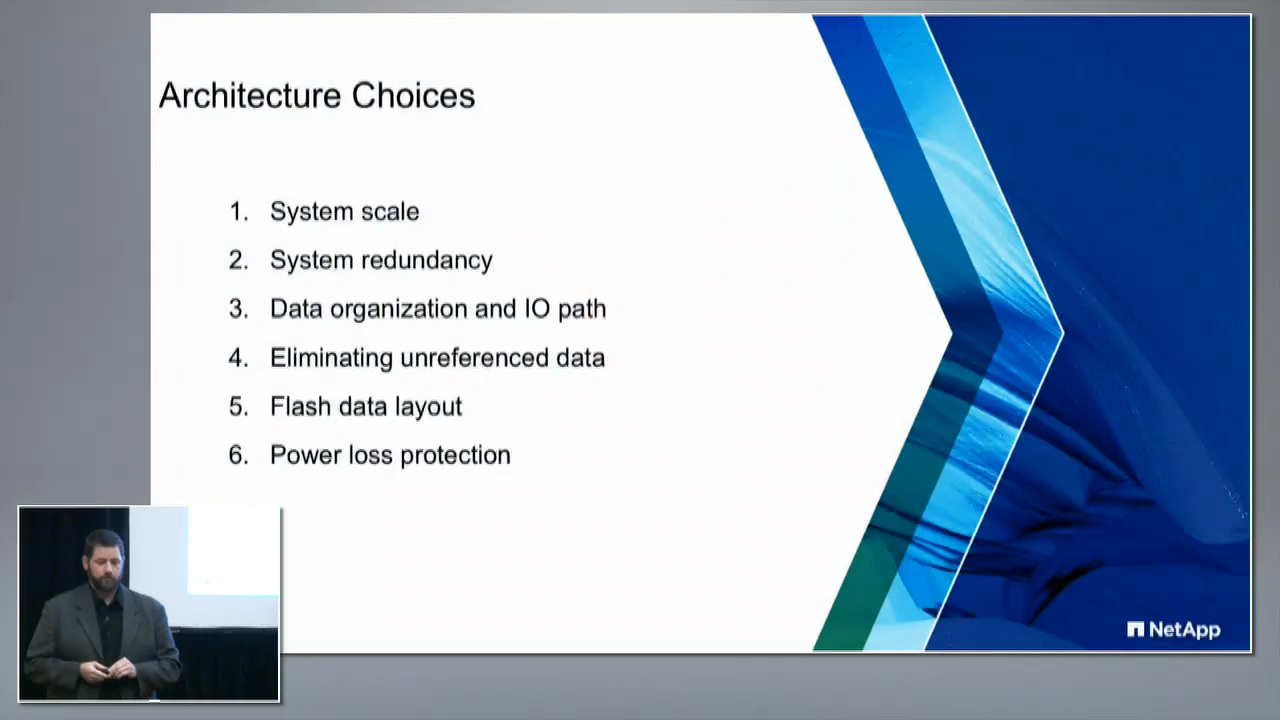 Architecture Choices
1. System scale
2. System redundancy
3. Data organization and IO path
4. Eliminating unreferenced data
5. Flash data layout
6. Power loss protection
NetApp